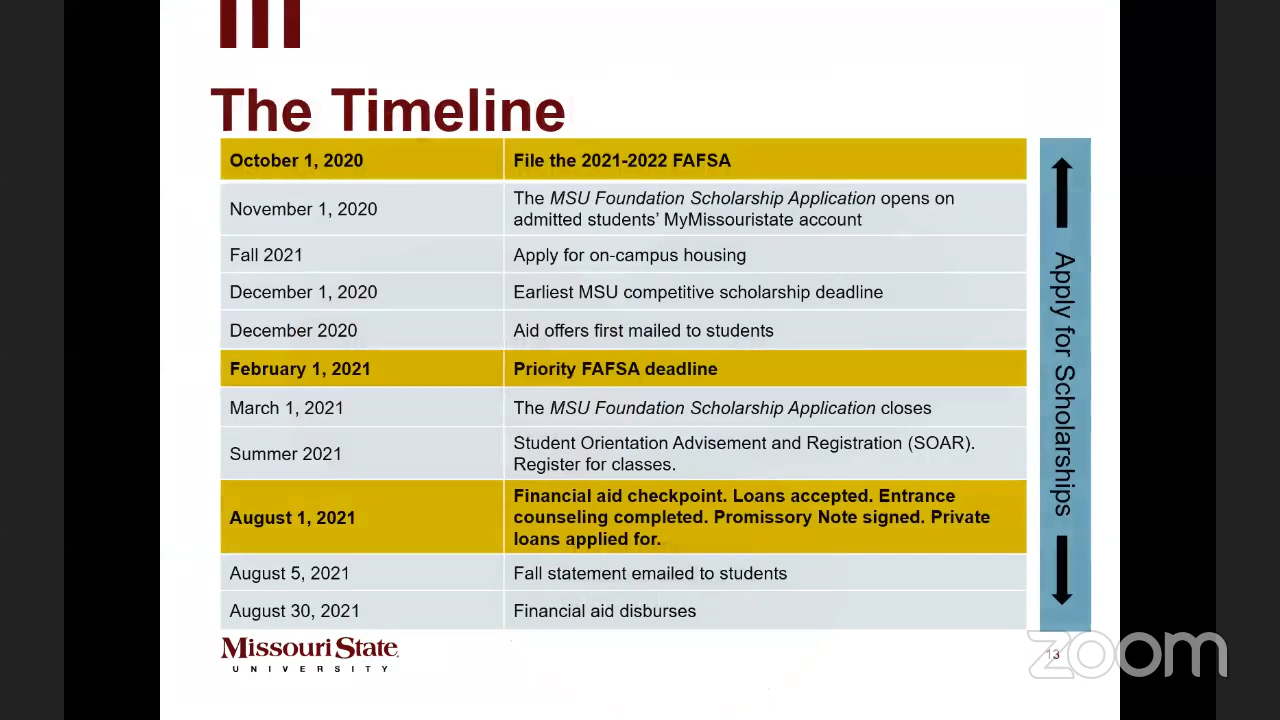 The Timeline
October 1, 2020 File the 2021-2022 FAFSA
November 1, 2020 The MSU Foundation Scholarship Application opens on
admitted students’ MyMissouristate account
Fall 2021 Apply for on-campus housing
December 1, 2020 Earliest MSU competitive scholarship deadline
December 2020 Aid offers first mailed to students
February 1, 2021 Priority FAFSA deadline
March 1, 2021 The MSU Foundation Scholarship Application closes
Summer 2021 Student Orientation Advisement and Registration (SOAR).
Register for classes.
August 1, 2021 Financial aid checkpoint. Loans accepted. Entrance
counseling completed. Promissory Note signed. Private
loans applied for.
August 5, 2021 Fall statement emailed to students
August 30, 2021 Financial aid disburses
Apply for Scholarships
Missouri State
UNIVERSITY
13
zoom